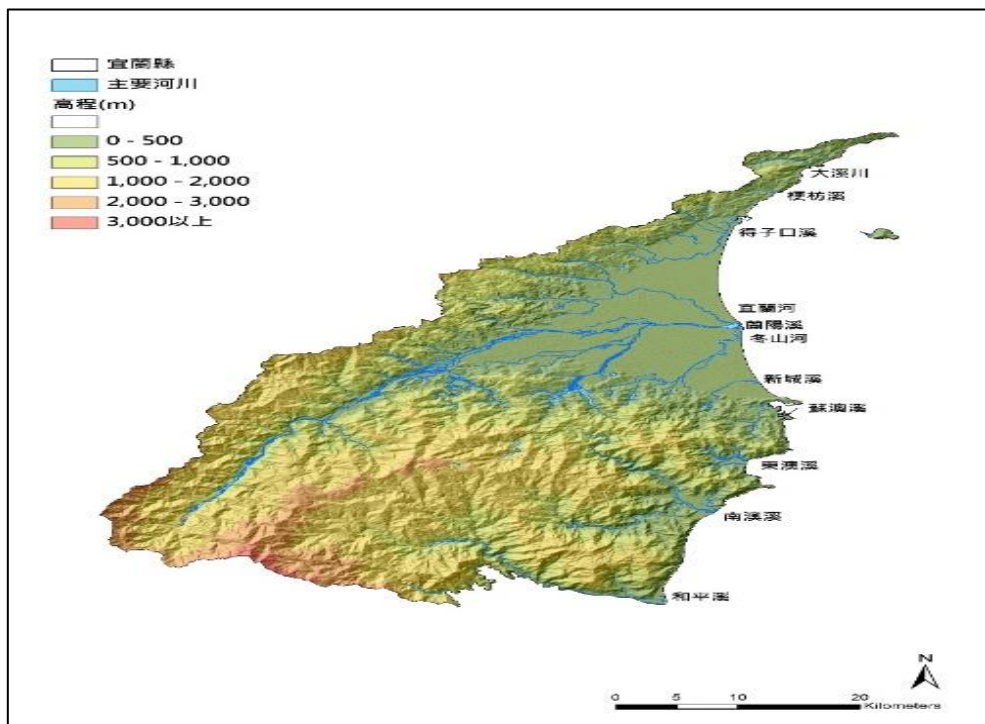 宜蘭縣
主要河川
高程(m)
0 - 500
500 - 1,000
1,000 - 2,000
2,000 - 3,000
3,000以上
大溪川
梗枋溪
得子口溪
宜蘭河
蘭陽溪
冬山河
新城溪
蘇澳溪
東澳溪
南澳溪
和平溪
N
0 5 10 20
Kilometers